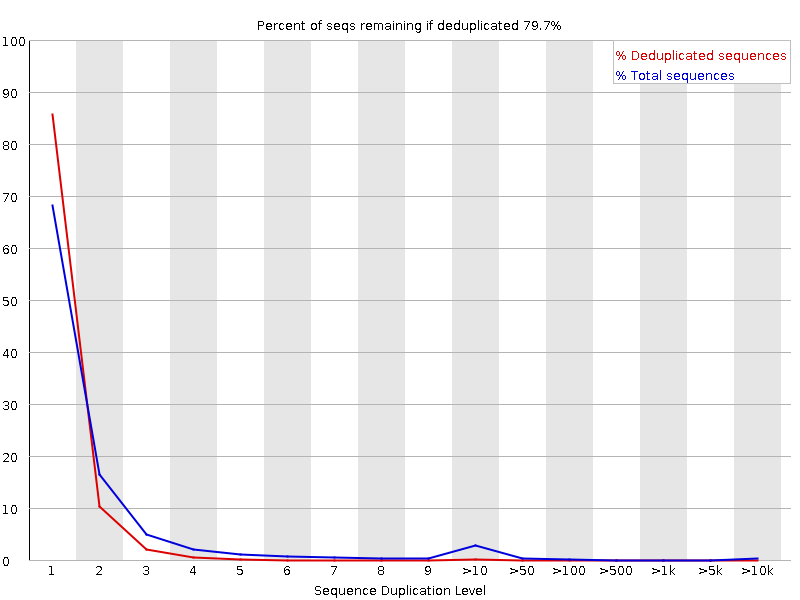 Percent of seqs remaining if deduplicated 79.7%
% Deduplicated sequences
% Total sequences
100
90
80
70
60
50
40
30
20
10
0
1 2 3 4 5 6 7 8 9 >10 >50 >100 >500 >1k >5k >10k
Sequence Duplication Level